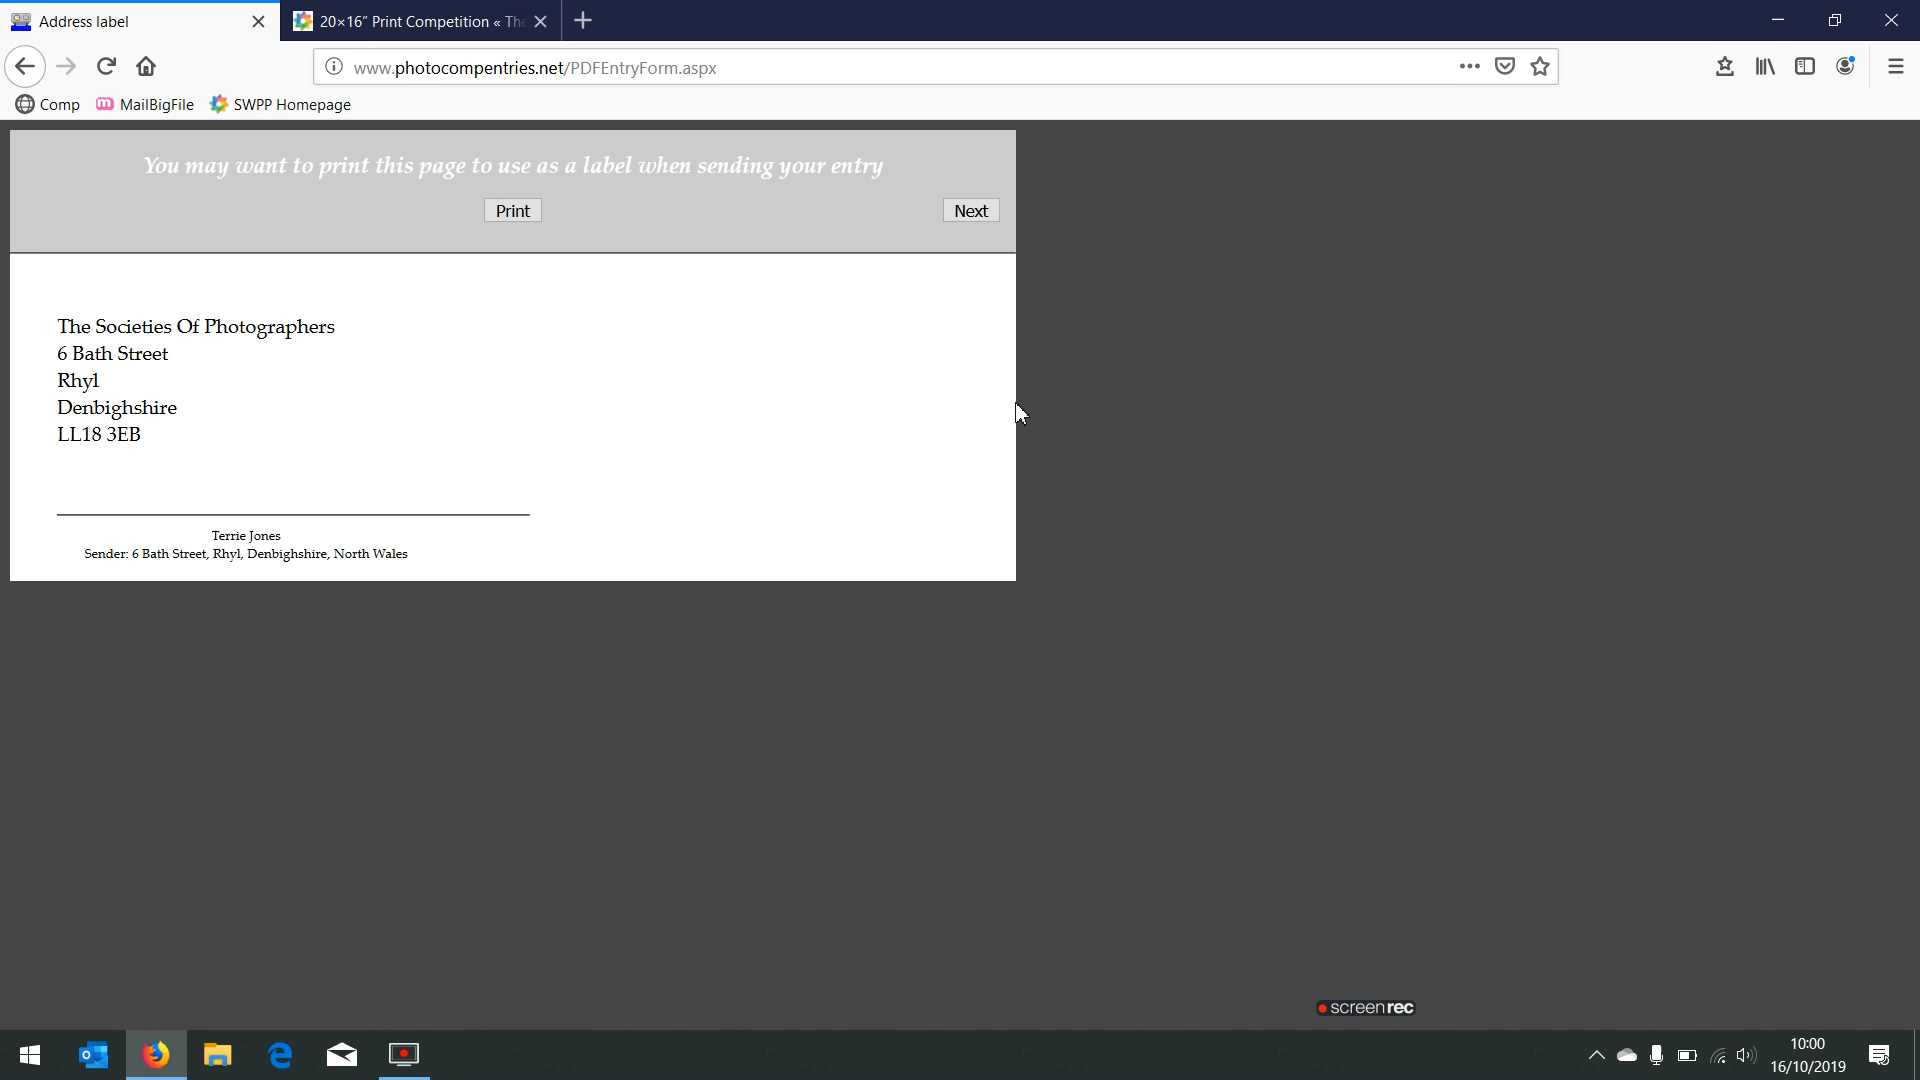 Address label
20×16" Print Competition « The
www.photocompentries.net/PDFEntryForm.aspx
Comp
MailBigFile
SWPP Homepage
You may want to print this page to use as a label when sending your entry
Print
Next
The Societies Of Photographers
6 Bath Street
Rhyl
Denbighshire
LL18 3EB
Terrie Jones
Sender: 6 Bath Street, Rhyl, Denbighshire, North Wales
screenrec
10:00
16/10/2019